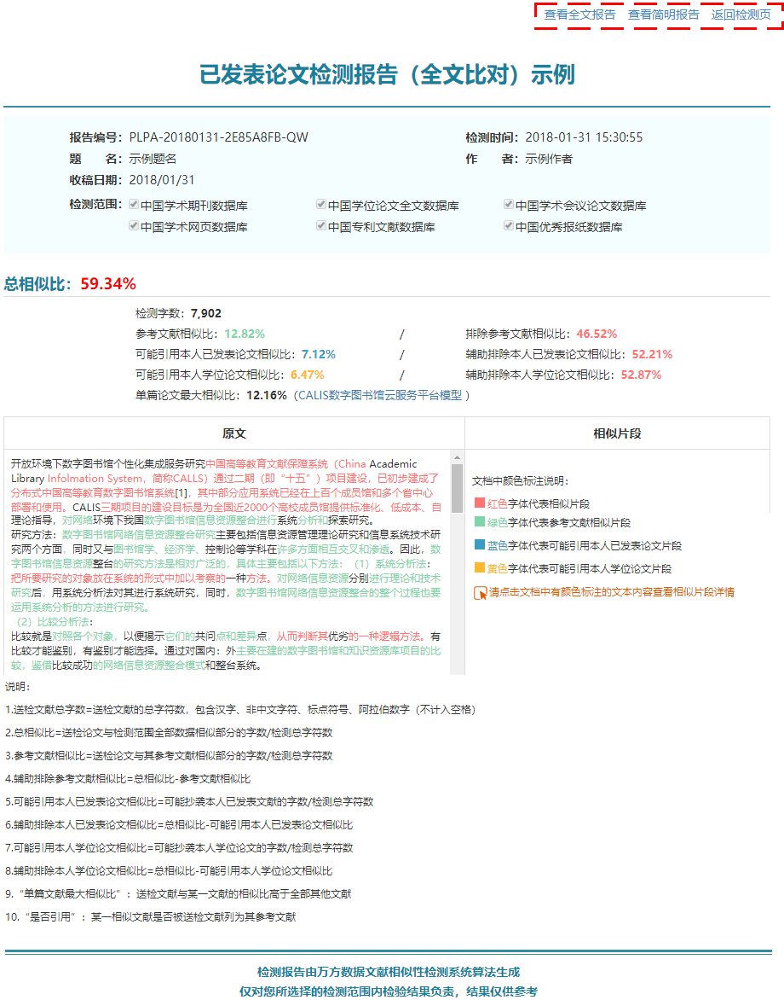 查看全文报告 查看简明报告 返回检测页
已发表论文检测报告（全文比对）示例
报告编号：PLPA-20180131-2E85A8FB-QW 检测时间：2018-01-31 15:30:55
题 名：示例题名 作 者：示例作者
收稿日期：2018/01/31
检测范围：中国学术期刊数据库 中国学位论文全文数据库 中国学术会议论文数据库
中国学术网页数据库 中国专利文献数据库 中国优秀报纸数据库
总相似比：59.34%
检测字数：7,902
参考文献相似比：12.82% / 排除参考文献相似比：46.52%
可能引用本人已发表论文相似比：7.12% / 辅助排除本人已发表论文相似比：52.21%
可能引用本人学位论文相似比：6.47% / 辅助排除本人学位论文相似比：52.87%
单篇论文最大相似比：12.16%（CALIS数字图书馆云服务平台模型 ）
原文 相似片段
开放环境下数字图书馆个性化集成服务研究中国高等教育文献保障系统（China Academic
Library Infolmation System，简称CALLS）通过二期（即“十五”）项目建设，已初步建成了
分布式中国高等教育数字图书馆系统[1]，其中部分应用系统已经在上百个成员馆和多个省中心
部署和使用。CALIS三期项目的建设目标是为全国近2000个高校成员馆提供标准化、低成本、自
理论指导，对网络环境下我国数字图书馆信息资源整合进行系统分析和探索研究。
研究方法：数字图书馆网络信息资源整合研究主要包括信息资源管理理论研究和信息系统技术研
究两个方面，同时又与图书馆学、经济学、控制论等学科在许多方面相互交叉和渗透。因此，数
字图书馆信息资源整台的研究方法是相对广泛的，具体主要包括以下方法：（1）系统分析法：
把所要研究的对象放在系统的形式中加以考察的一种方法。对网络信息资源分别进行理论和技术
研究后，用系统分析法对其进行系统研究，同时，数字图书馆网络信息资源整合的整个过程也要
运用系统分析的方法进行研究。
（2）比较分析法：
比较就是对照各个对象，以便揭示它们的共问点和差异点，从而判断其优劣的一种逻辑方法。有
比较才能鉴别，有鉴别才能选择。通过对国内：外主要在建的数字图书馆和知识资源库项目的比
较，鉴借比较成功的网络信息资源整合模式和整台系统。
文档中颜色标注说明：
红色字体代表相似片段
绿色字体代表参考文献相似片段
蓝色字体代表可能引用本人已发表论文片段
黄色字体代表可能引用本人学位论文片段
请点击文档中有颜色标注的文本内容查看相似片段详情
说明：
1.送检文献总字数=送检文献的总字符数，包含汉字、非中文字符、标点符号、阿拉伯数字（不计入空格）
2.总相似比=送检论文与检测范围全部数据相似部分的字数/检测总字符数
3.参考文献相似比=送检论文与其参考文献相似部分的字数/检测总字符数
4.辅助排除参考文献相似比=总相似比-参考文献相似比
5.可能引用本人已发表论文相似比=可能抄袭本人已发表文献的字数/检测总字符数
6.辅助排除本人已发表论文相似比=总相似比-可能引用本人已发表论文相似比
7.可能引用本人学位论文相似比=可能抄袭本人学位论文的字数/检测总字符数
8.辅助排除本人学位论文相似比=总相似比-可能引用本人学位论文相似比
9.“单篇文献最大相似比”：送检文献与某一文献的相似比高于全部其他文献
10.“是否引用”：某一相似文献是否被送检文献列为其参考文献
检测报告由万方数据文献相似性检测系统算法生成
仅对您所选择的检测范围内检验结果负责，结果仅供参考